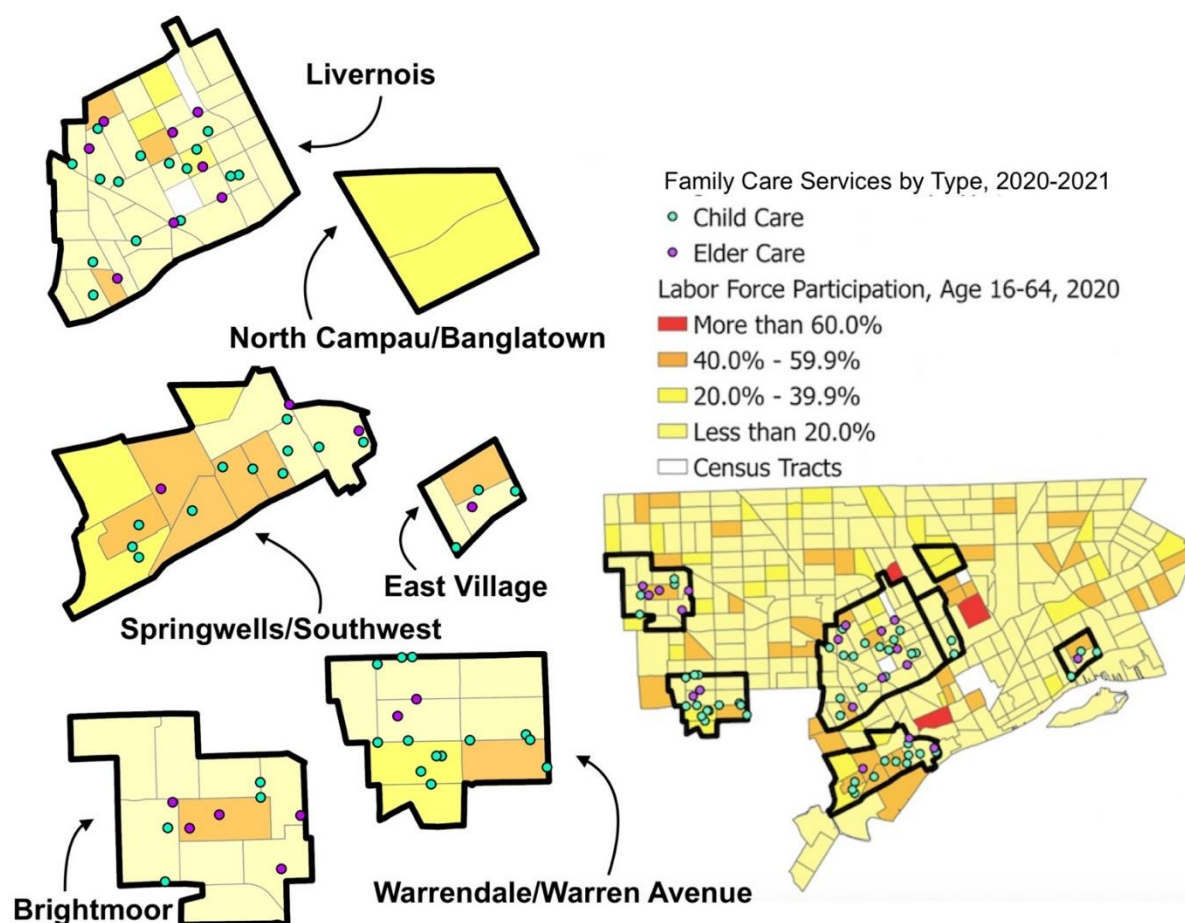 Livernois
North Campau/Banglatown
Springwells/Southwest
East Village
Brightmoor
Warrendale/Warren Avenue
Family Care Services by Type, 2020-2021
Child Care
Elder Care
Labor Force Participation, Age 16-64, 2020
More than 60.0%
40.0% - 59.9%
20.0% - 39.9%
Less than 20.0%
Census Tracts